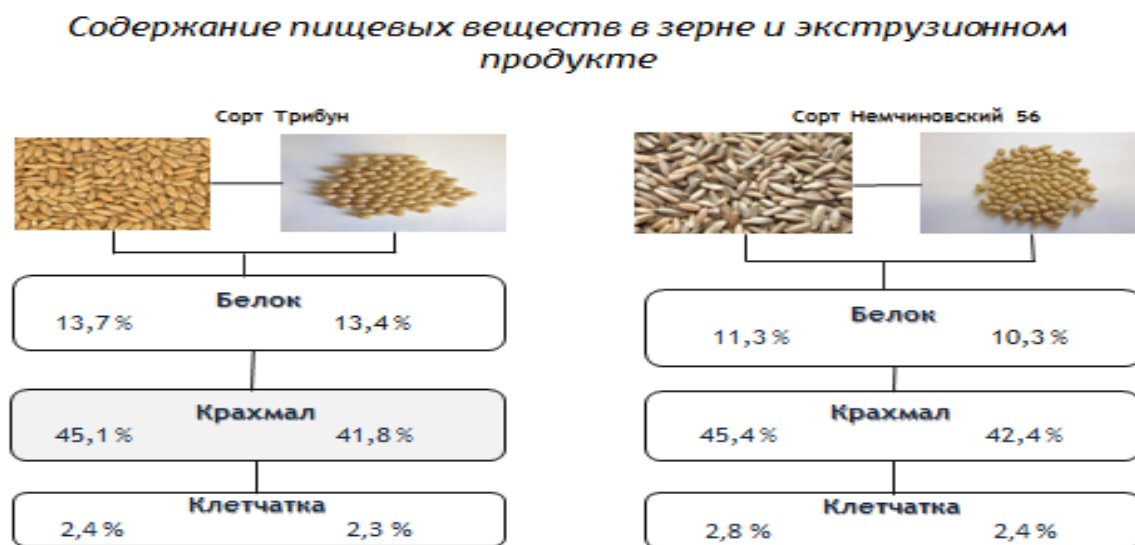 Содержание пищевых веществ в зерне и экструзионном
продукте
Сорт Трибун
Белок
13,7 % 13,4 %
Крахмал
45,1 % 41,8 %
Клетчатка
2,4 % 2,3 %
Сорт Немчиновский 56
Белок
11,3 % 10,3 %
Крахмал
45,4 % 42,4 %
Клетчатка
2,8 % 2,4 %